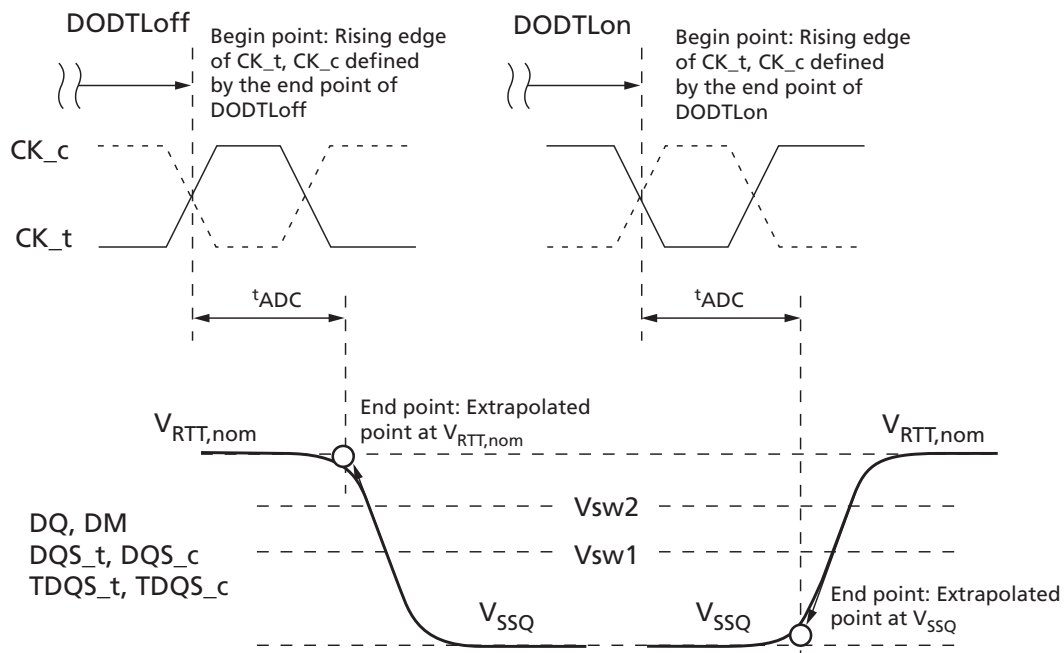 DODTLoff
Begin point: Rising edge
of CK_t, CK_c defined
by the end point of
DODTLoff
DODTLon
Begin point: Rising edge
of CK_t, CK_c defined
by the end point of
DODTLon
CK_c
CK_t
tADC
tADC
VRTT,nom
End point: Extrapolated
point at VRTT,nom
VRTT,nom
Vsw2
Vsw1
DQ, DM
DQS_t, DQS_c
TDQS_t, TDQS_c
VSSQ
VSSQ
End point: Extrapolated
point at VSSQ